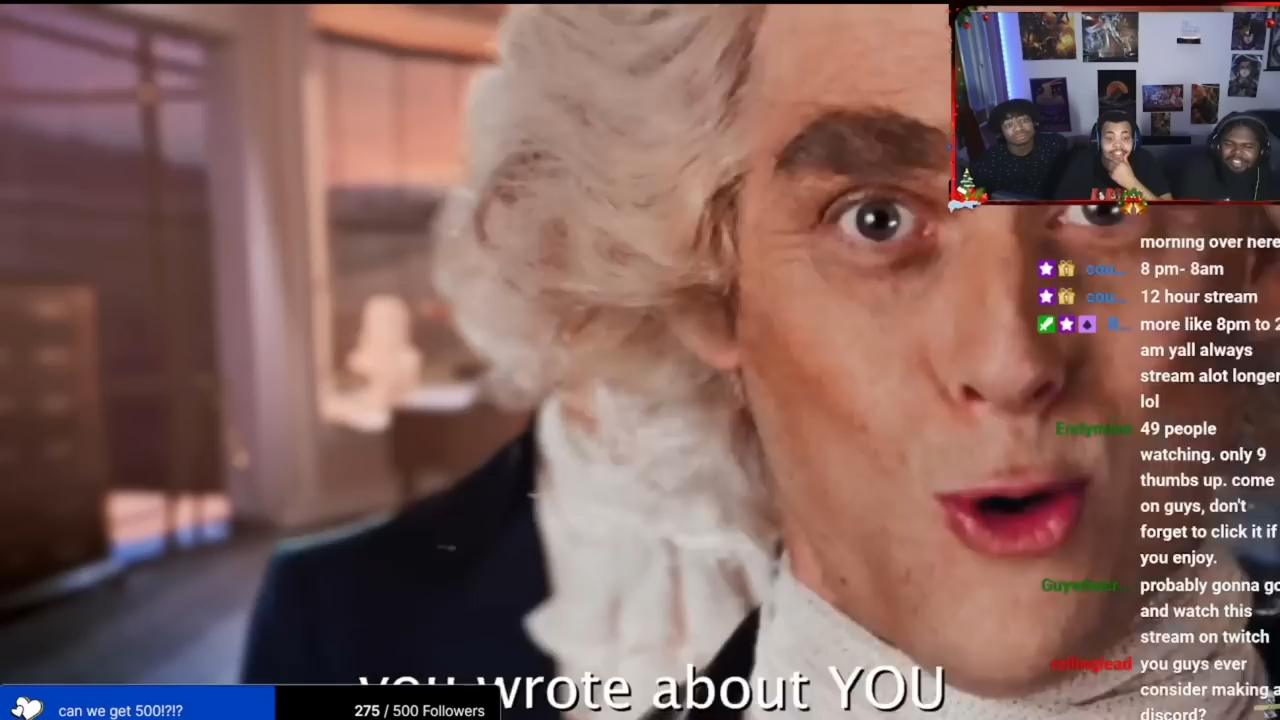 morning over here
8 pm- 8am
12 hour stream
more like 8pm to 2
am yall always
stream alot longer
lol
49 people
watching. only 9
thumbs up. come
on guys, don't
forget to click it if
you enjoy.
probably gonna go
and watch this
stream on twitch
you guys ever
consider making a
discord?
you wrote about YOU
can we get 500!?!?
275 / 500 Followers